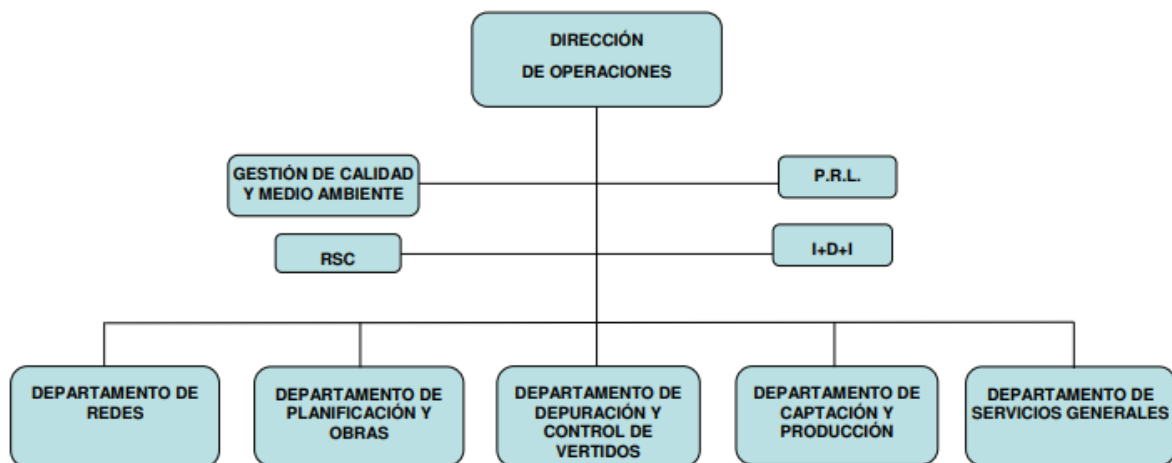 DIRECCIÓN
DE OPERACIONES
GESTIÓN DE CALIDAD
Y MEDIO AMBIENTE
P.R.L.
RSC
I+D+I
DEPARTAMENTO DE
REDES
DEPARTAMENTO DE
PLANIFICACIÓN Y
OBRAS
DEPARTAMENTO DE
DEPURACIÓN Y
CONTROL DE
VERTIDOS
DEPARTAMENTO DE
CAPTACIÓN Y
PRODUCCIÓN
DEPARTAMENTO DE
SERVICIOS GENERALES